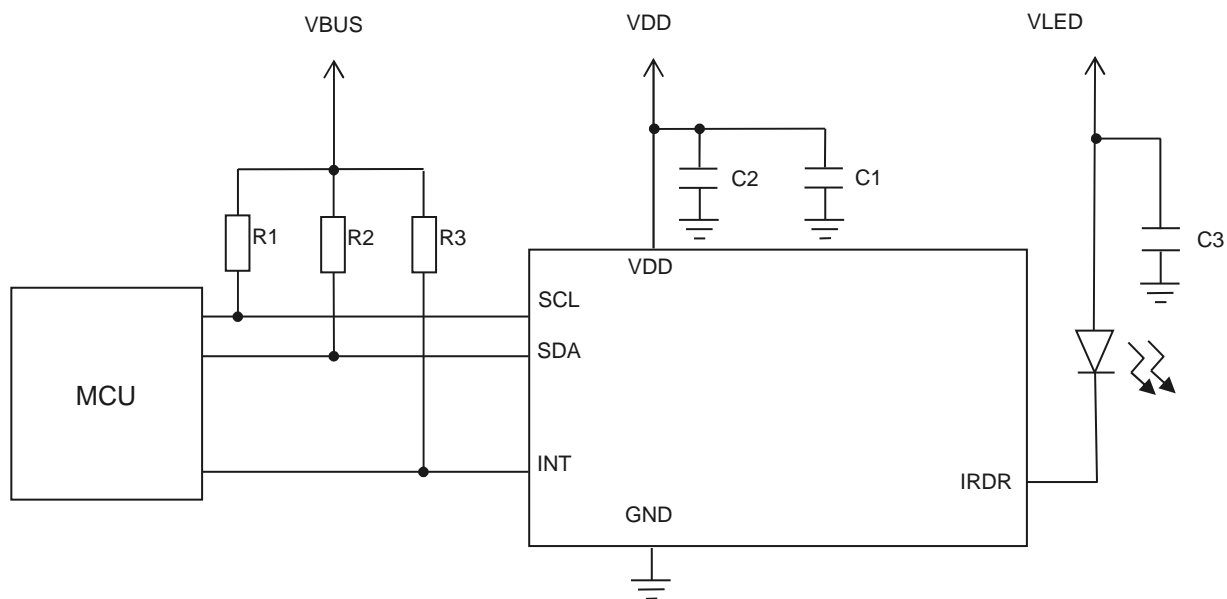 VBUS
VDD
VLED
C2
C1
R1
R2
R3
C3
VDD
SCL
SDA
MCU
INT
IRDR
GND